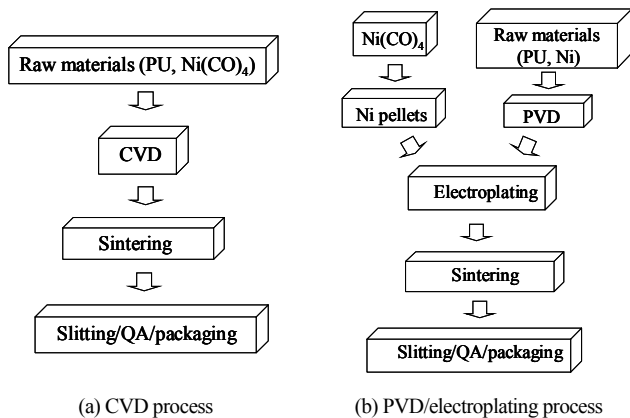 Raw materials (PU, Ni(CO)₄)
CVD
Sintering
Slitting/QA/packaging
(a) CVD process
Ni(CO)₄
Raw materials
(PU, Ni)
Ni pellets
PVD
Electroplating
Sintering
Slitting/QA/packaging
(b) PVD/electroplating process